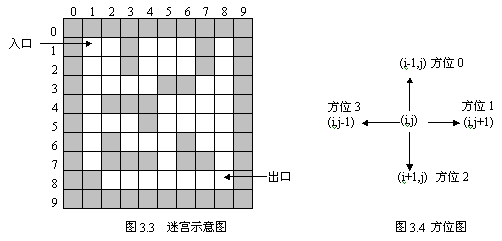 0 1 2 3 4 5 6 7 8 9
0
入口
1
2
3
4
5
6
7
8
出口
9
图 3.3 迷宫示意图
(i-1,j) 方位 0
方位 3
(i,j-1)
(i,j)
方位 1
(i,j+1)
(i+1,j) 方位 2
图 3.4 方位图